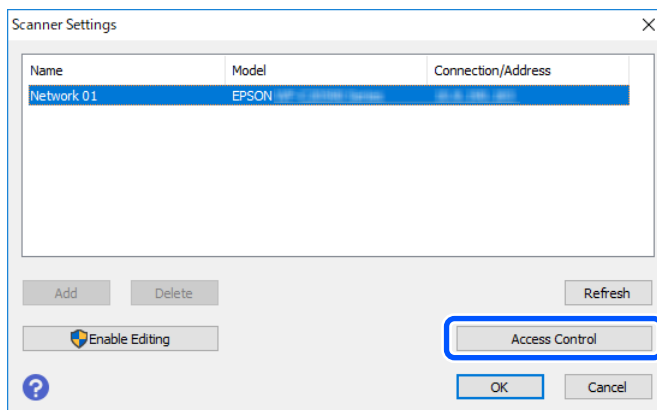 Scanner Settings
Name Model Connection/Address
Network 01 EPSON
Add Delete Refresh
Enable Editing Access Control
? OK Cancel